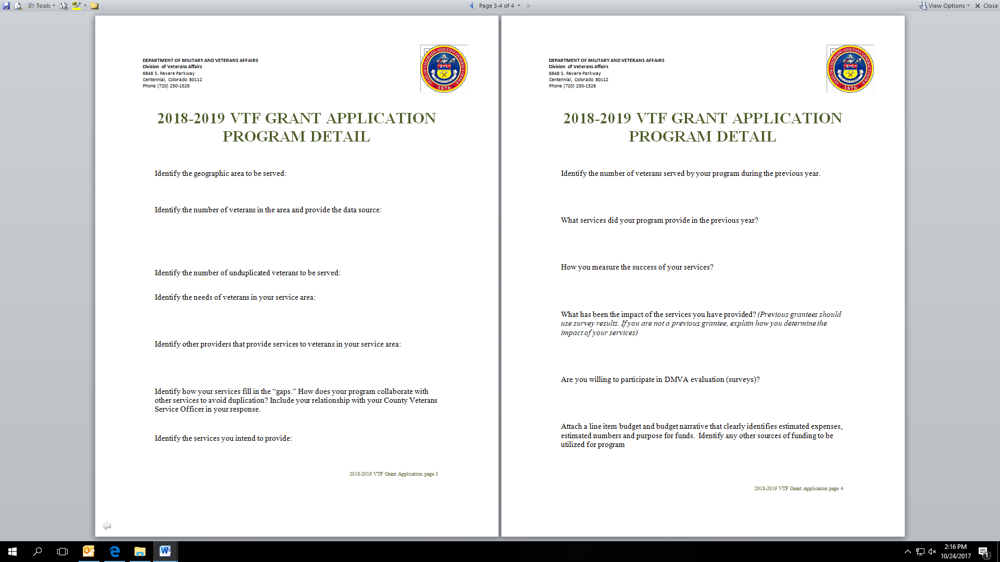 Tools
Page 3-4 of 4
View Options
Close
DEPARTMENT OF MILITARY AND VETERANS AFFAIRS
Division of Veterans Affairs
6848 S. Revere Parkway
Centennial, Colorado 80112
Phone (720) 250-1526
STATE OF COLORADO ADJUTANT GENERALS OFFICE
1876
2018-2019 VTF GRANT APPLICATION
PROGRAM DETAIL
Identify the geographic area to be served:
Identify the number of veterans in the area and provide the data source:
Identify the number of unduplicated veterans to be served:
Identify the needs of veterans in your service area:
Identify other providers that provide services to veterans in your service area:
Identify how your services fill in the “gaps.” How does your program collaborate with
other services to avoid duplication? Include your relationship with your County Veterans
Service Officer in your response.
Identify the services you intend to provide:
2018-2019 VTF Grant Application page 3
DEPARTMENT OF MILITARY AND VETERANS AFFAIRS
Division of Veterans Affairs
6848 S. Revere Parkway
Centennial, Colorado 80112
Phone (720) 250-1526
STATE OF COLORADO ADJUTANT GENERALS OFFICE
1876
2018-2019 VTF GRANT APPLICATION
PROGRAM DETAIL
Identify the number of veterans served by your program during the previous year.
What services did your program provide in the previous year?
How you measure the success of your services?
What has been the impact of the services you have provided? (Previous grantees should
use survey results. If you are not a previous grantee, explain how you determine the
impact of your services)
Are you willing to participate in DMVA evaluation (surveys)?
Attach a line item budget and budget narrative that clearly identifies estimated expenses,
estimated numbers and purpose for funds. Identify any other sources of funding to be
utilized for program
2018-2019 VTF Grant Application page 4
2:16 PM
10/24/2017
1